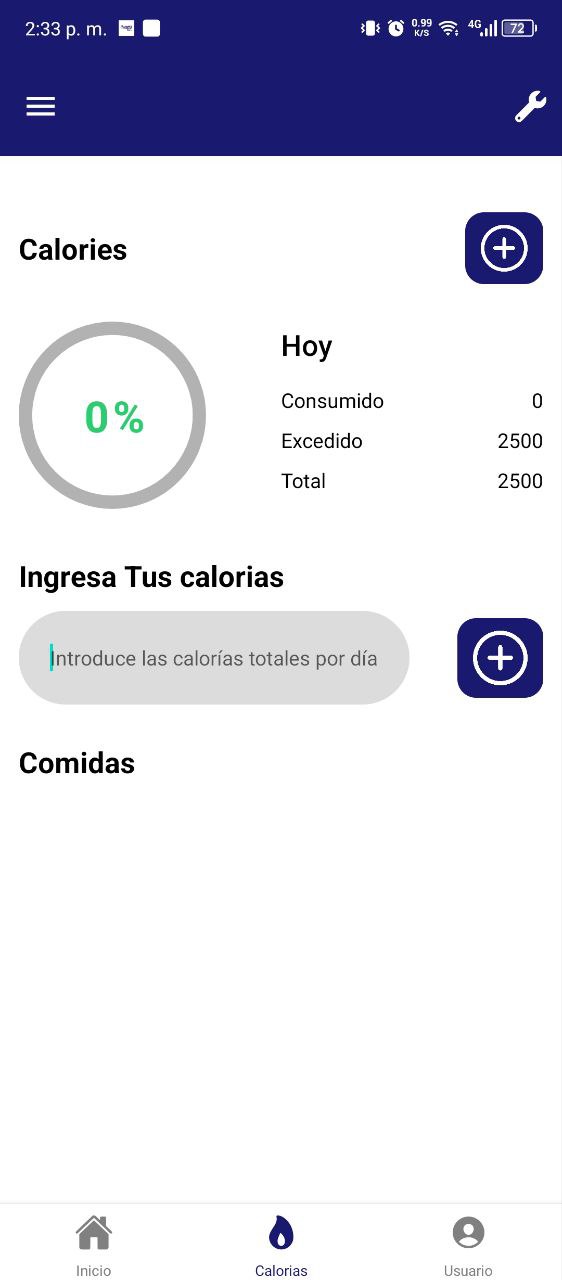 2:33 p. m. 0.99 K/S 4G 72
Calories
0%
Hoy
Consumido 0
Excedido 2500
Total 2500
Ingresa Tus calorias
Introduce las calorías totales por día
Comidas
Inicio Calorias Usuario